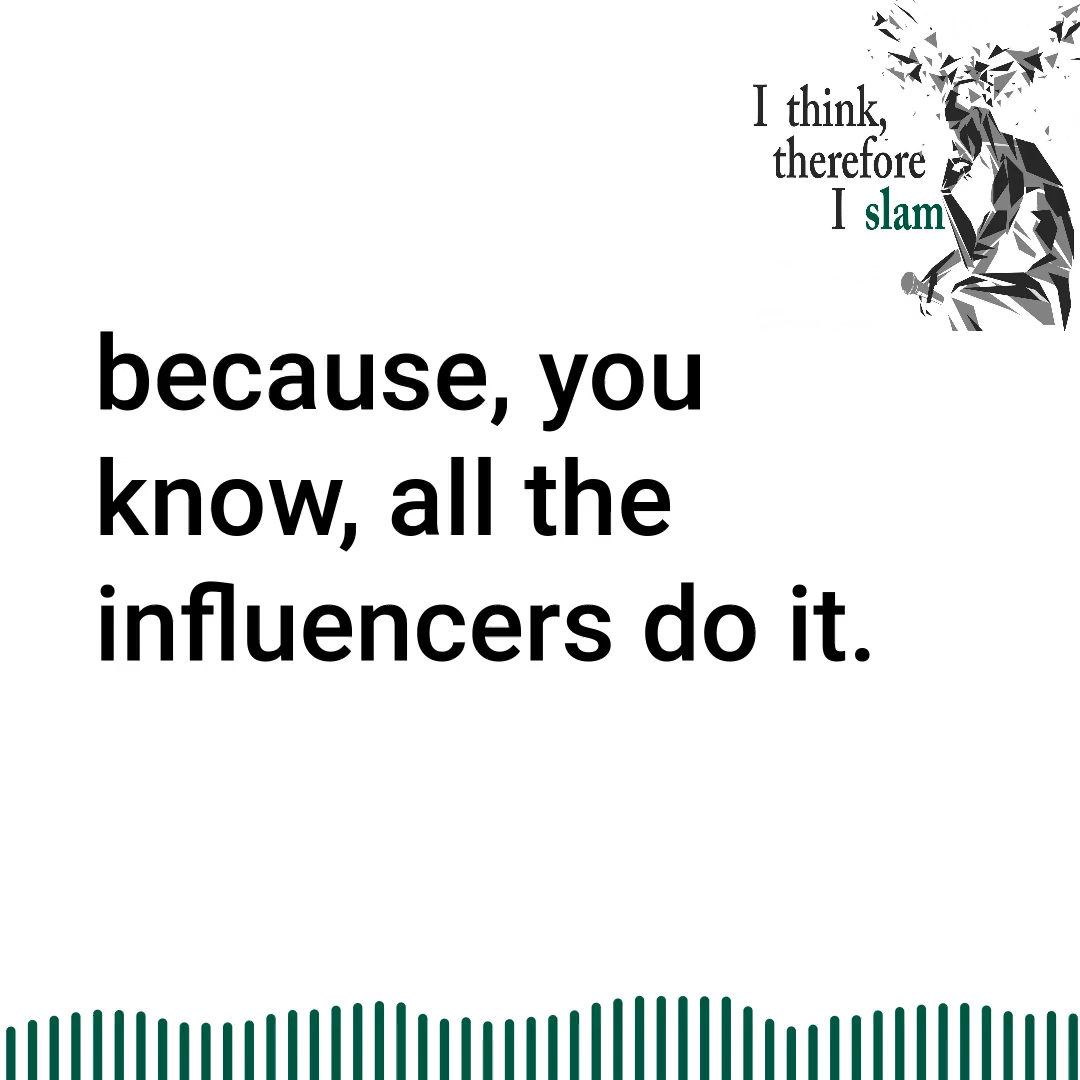 I think,
therefore
I slam
because, you
know, all the
influencers do it.